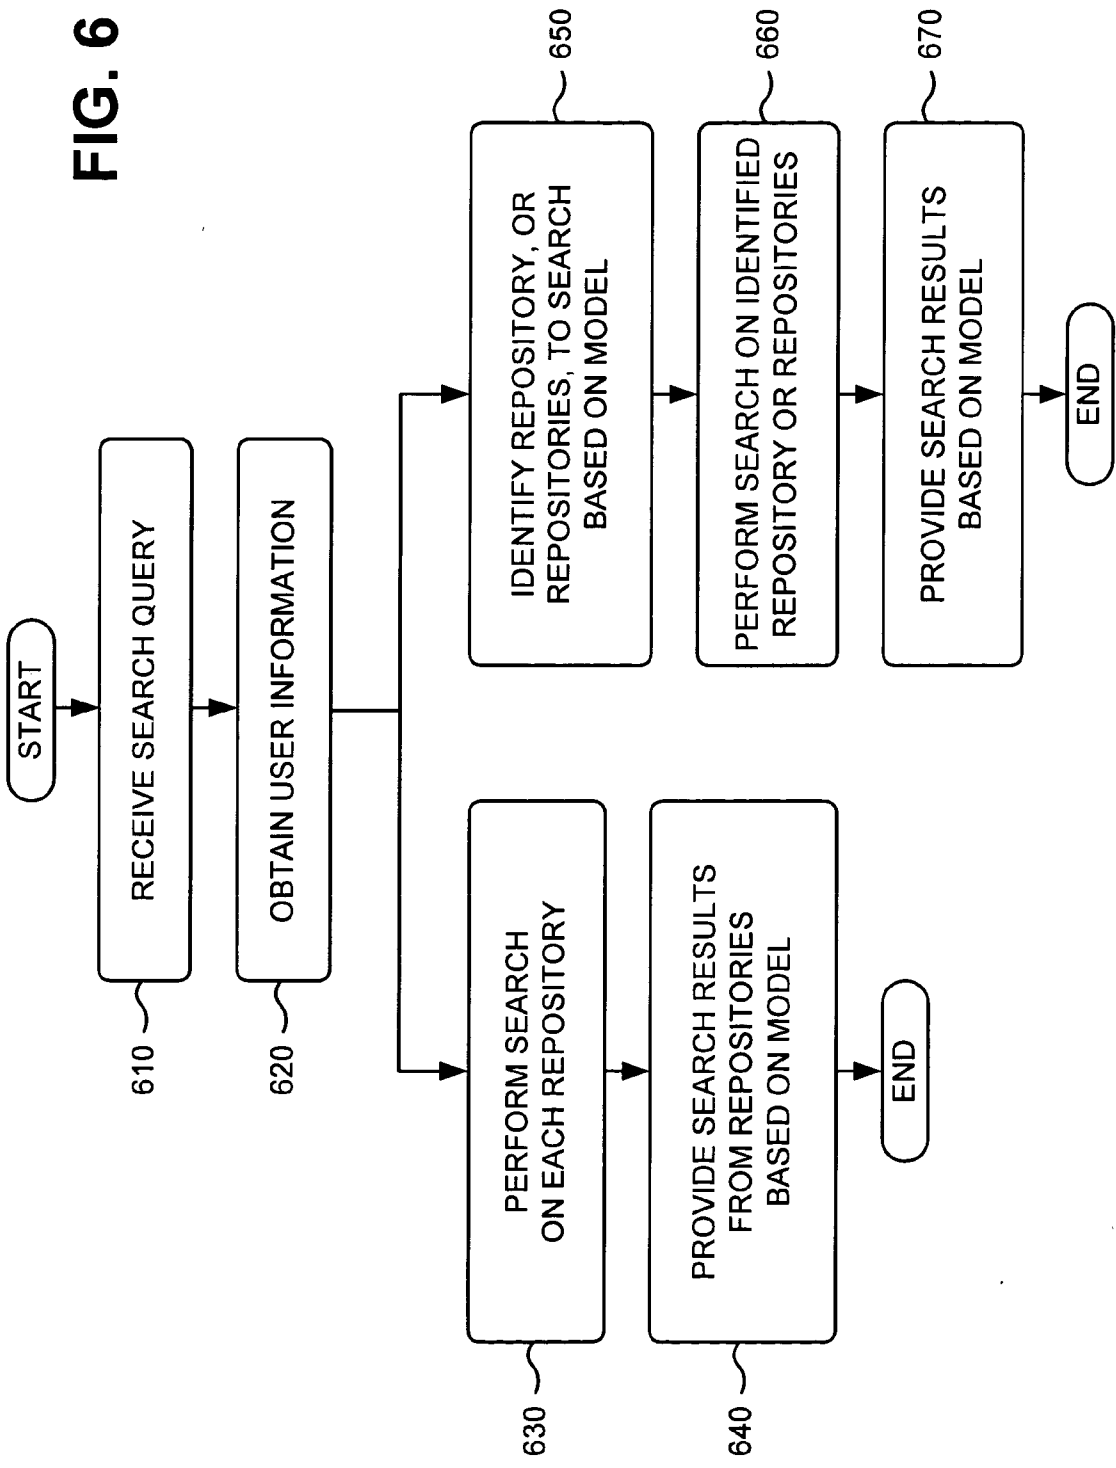 FIG. 6
START
RECEIVE SEARCH QUERY
610
OBTAIN USER INFORMATION
620
PERFORM SEARCH
ON EACH REPOSITORY
630
PROVIDE SEARCH RESULTS
FROM REPOSITORIES
BASED ON MODEL
640
END
IDENTIFY REPOSITORY, OR
REPOSITORIES, TO SEARCH
BASED ON MODEL
650
PERFORM SEARCH ON IDENTIFIED
REPOSITORY OR REPOSITORIES
660
PROVIDE SEARCH RESULTS
BASED ON MODEL
670
END